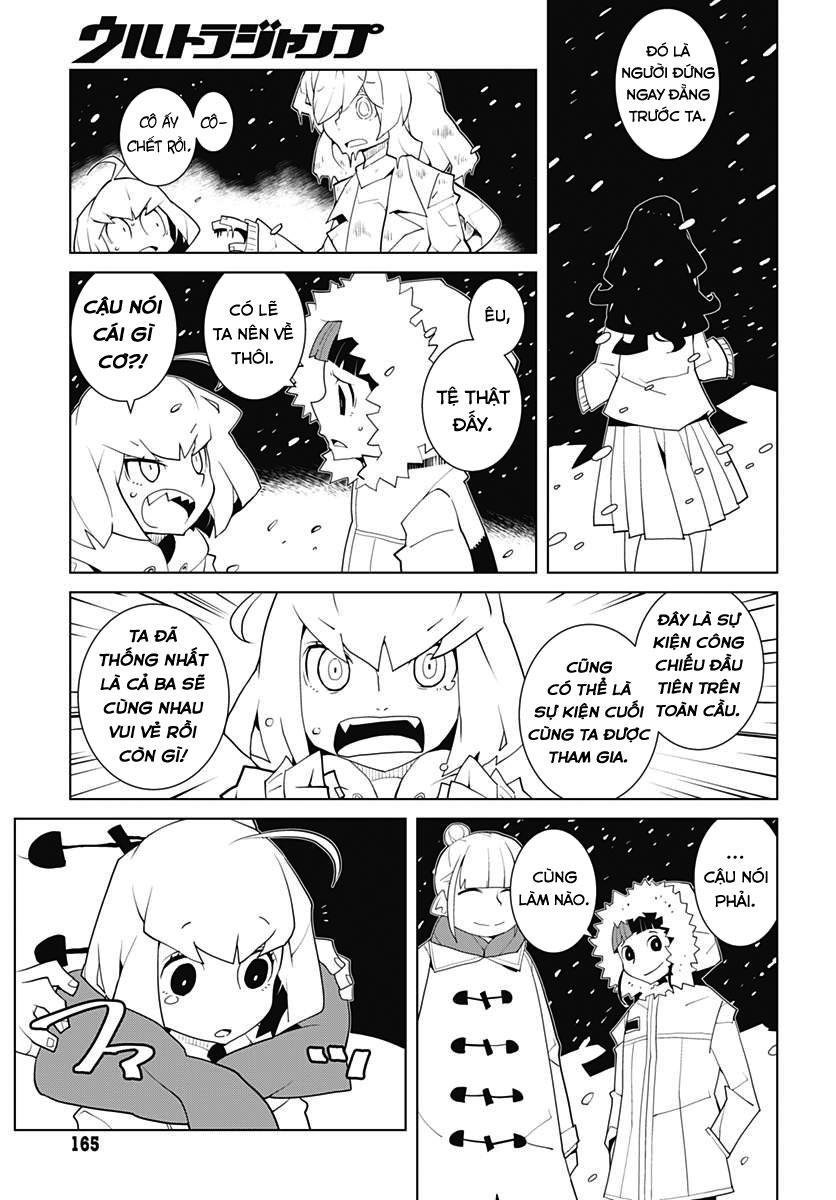 ウルトラジャンプ
ĐÓ LÀ
NGƯỜI ĐỨNG
NGAY ĐẰNG
TRƯỚC TA.
CÔ-
CÔ ẤY
CHẾT RỒI.
ÊU,
TỆ THẬT
ĐẤY.
CÓ LẼ
TA NÊN VỀ
THÔI.
CẬU NÓI
CÁI GÌ
CƠ?!
ĐÂY LÀ SỰ
KIỆN CÔNG
CHIẾU ĐẦU
TIÊN TRÊN
TOÀN CẦU.
CŨNG
CÓ THỂ LÀ
SỰ KIỆN CUỐI
CÙNG TA ĐƯỢC
THAM GIA.
TA ĐÃ
THỐNG NHẤT
LÀ CẢ BA SẼ
CÙNG NHAU
VUI VẺ RỒI
CÒN GÌ!
...
CẬU NÓI
PHẢI.
CÙNG
LÀM NÀO.
ファ
165